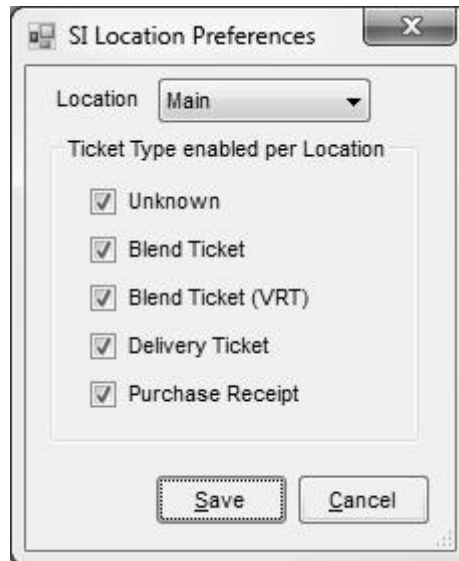 SI Location Preferences
Location Main
Ticket Type enabled per Location
Unknown
Blend Ticket
Blend Ticket (VRT)
Delivery Ticket
Purchase Receipt
Save Cancel